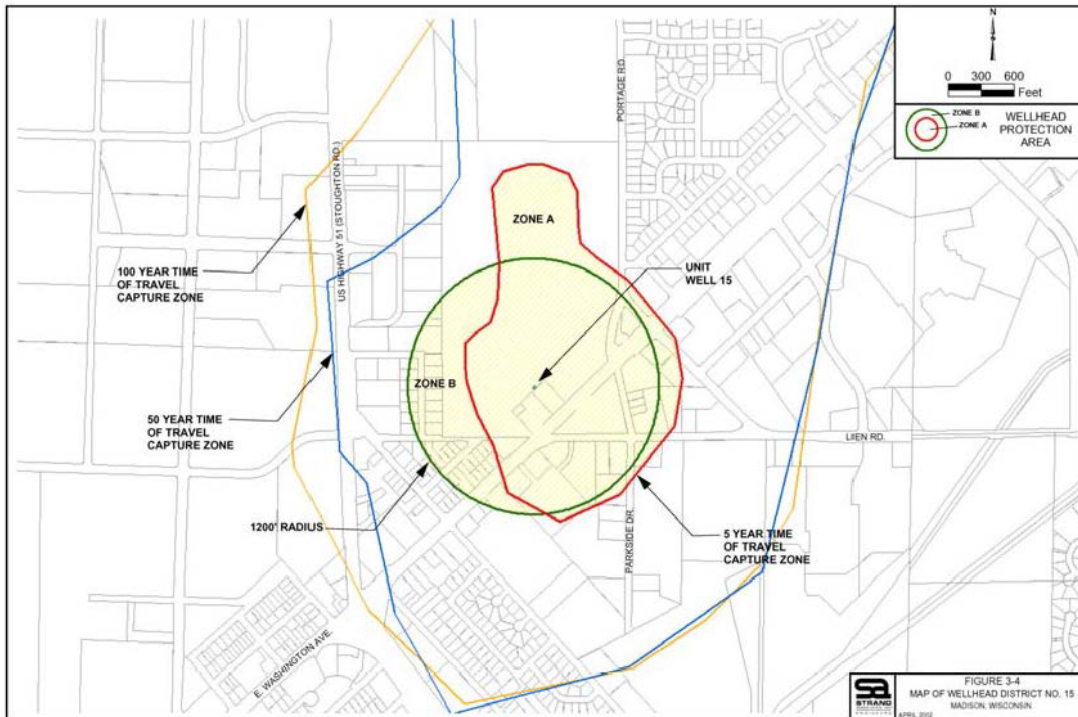 N
0 300 600
Feet
ZONE B
ZONE A
WELLHEAD
PROTECTION
AREA
PORTAGE RD.
US HIGHWAY 51 (STOUGHTON RD.)
ZONE A
100 YEAR TIME
OF TRAVEL
CAPTURE ZONE
UNIT
WELL 15
ZONE B
50 YEAR TIME
OF TRAVEL
CAPTURE ZONE
LIEN RD.
1200' RADIUS
5 YEAR TIME
OF TRAVEL
CAPTURE ZONE
PARKSIDE DR.
E. WASHINGTON AVE.
sa
STRAND
ENGINEERS
FIGURE 3-4
MAP OF WELLHEAD DISTRICT NO. 15
MADISON, WISCONSIN
APRIL 2002